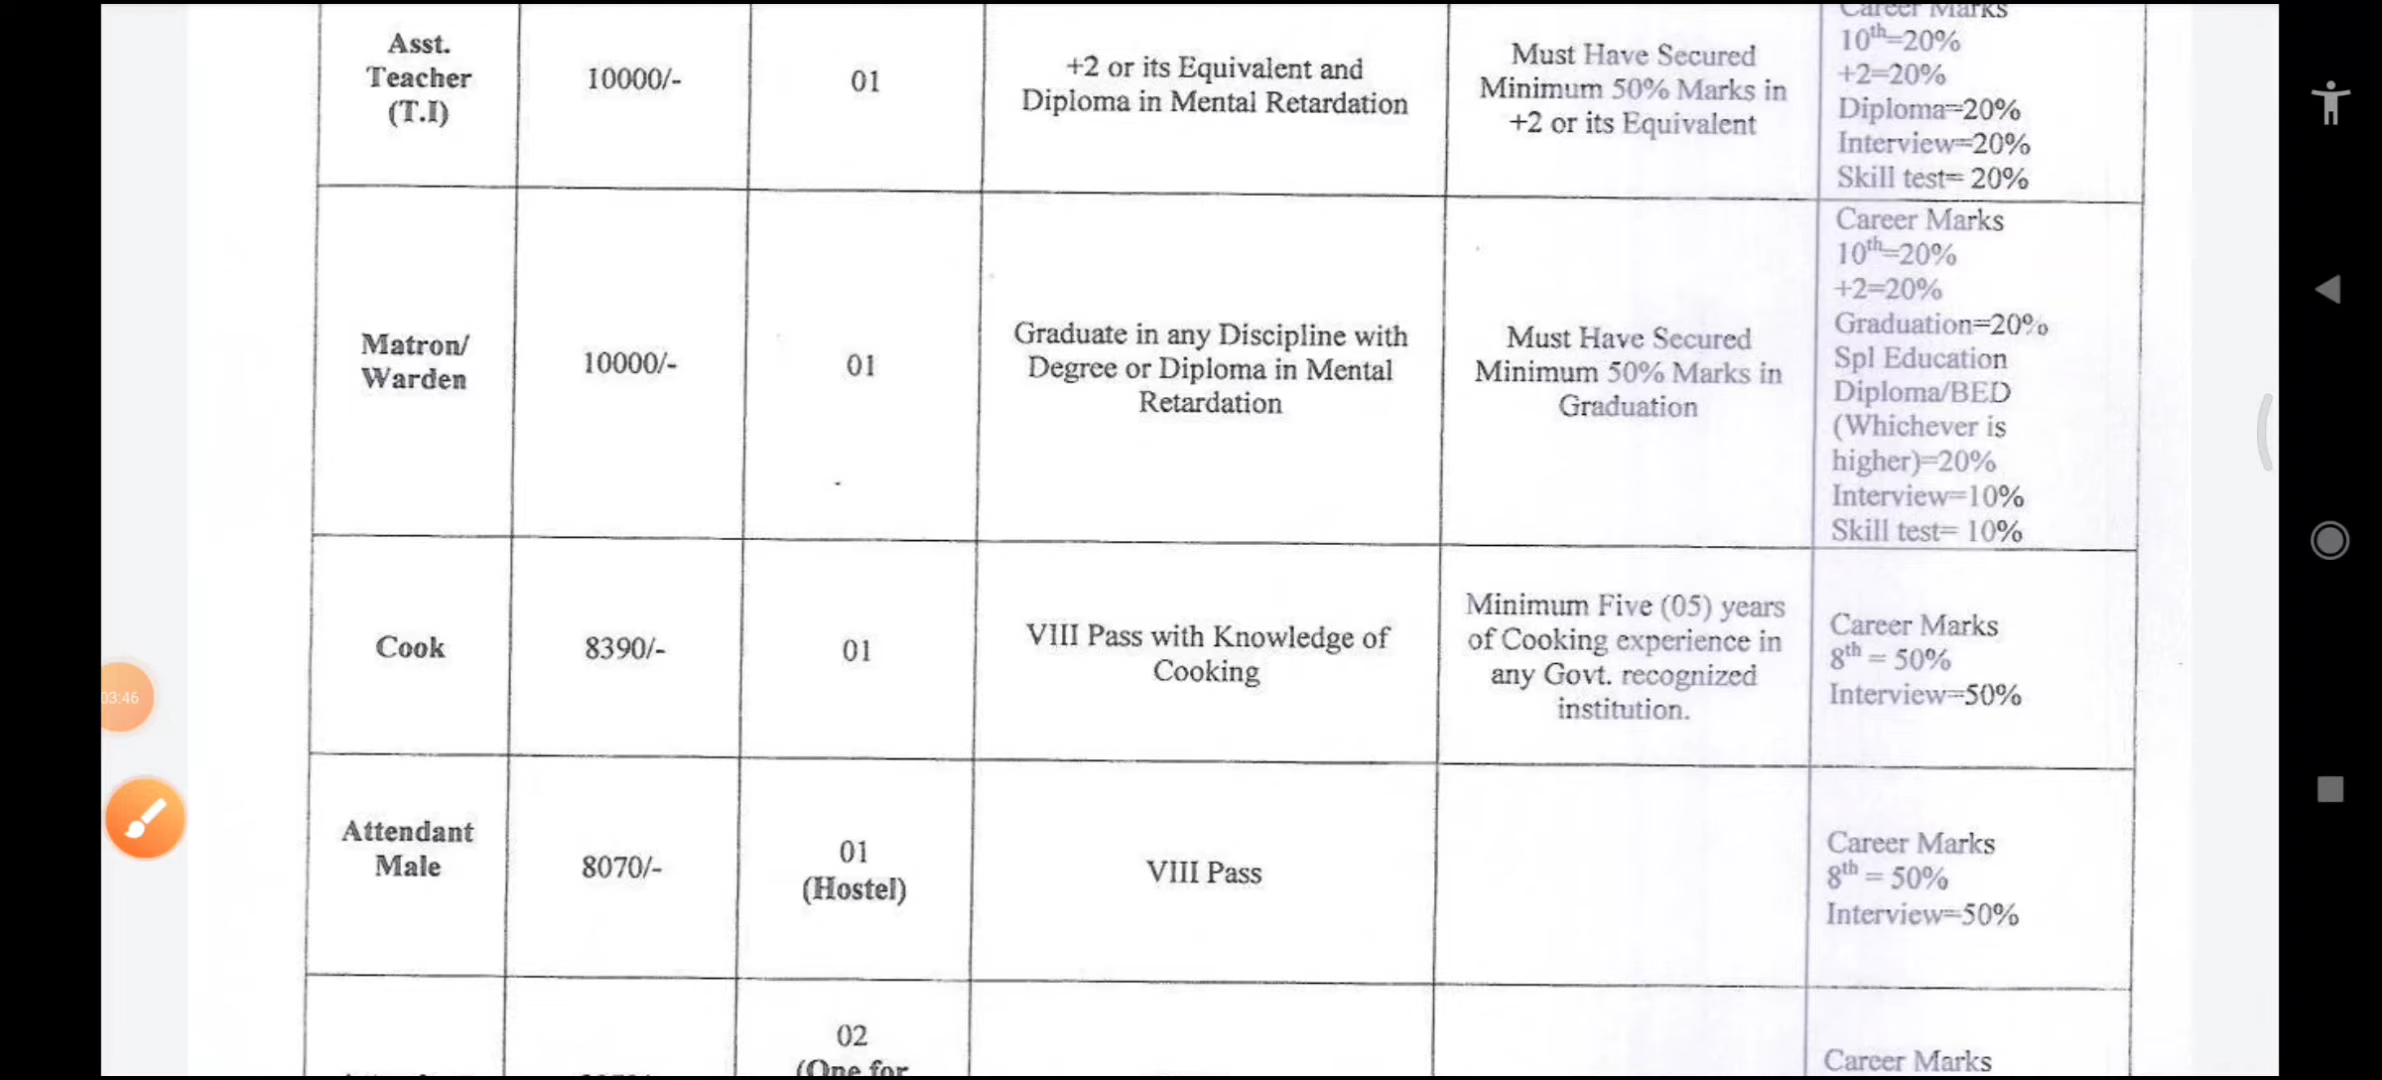 Asst.
Teacher
(T.I)
10000/-
01
+2 or its Equivalent and
Diploma in Mental Retardation
Must Have Secured
Minimum 50% Marks in
+2 or its Equivalent
Career Marks
10th=20%
+2=20%
Diploma=20%
Interview=20%
Skill test= 20%
Matron/
Warden
10000/-
01
Graduate in any Discipline with
Degree or Diploma in Mental
Retardation
Must Have Secured
Minimum 50% Marks in
Graduation
Career Marks
10th=20%
+2=20%
Graduation=20%
Spl Education
Diploma/BED
(Whichever is
higher)=20%
Interview=10%
Skill test= 10%
Cook
8390/-
01
VIII Pass with Knowledge of
Cooking
Minimum Five (05) years
of Cooking experience in
any Govt. recognized
institution.
Career Marks
8th = 50%
Interview=50%
03:46
Attendant
Male
8070/-
01
(Hostel)
VIII Pass
Career Marks
8th = 50%
Interview=50%
02
(One for
Career Marks